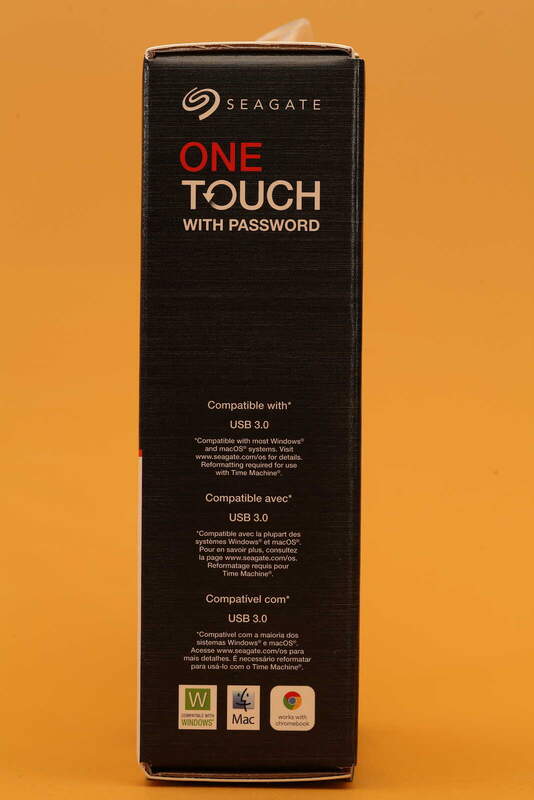 SEAGATE
ONE
TOUCH
WITH PASSWORD
Compatible with*
USB 3.0
*Compatible with most Windows®
and macOS® systems. Visit
www.seagate.com/os for details.
Reformatting required for use
with Time Machine®.
Compatible avec*
USB 3.0
*Compatible avec la plupart des
systèmes Windows® et macOS®.
Pour en savoir plus, consultez
la page www.seagate.com/os.
Reformatage requis pour
Time Machine®.
Compatível com*
USB 3.0
*Compatível com a maioria dos
sistemas Windows® e macOS®.
Acesse www.seagate.com/os para
mais detalhes. É necessário reformatar
para usá-lo com o Time Machine®.
W
COMPATIBLE WITH
WINDOWS®
Mac
works with
chromebook